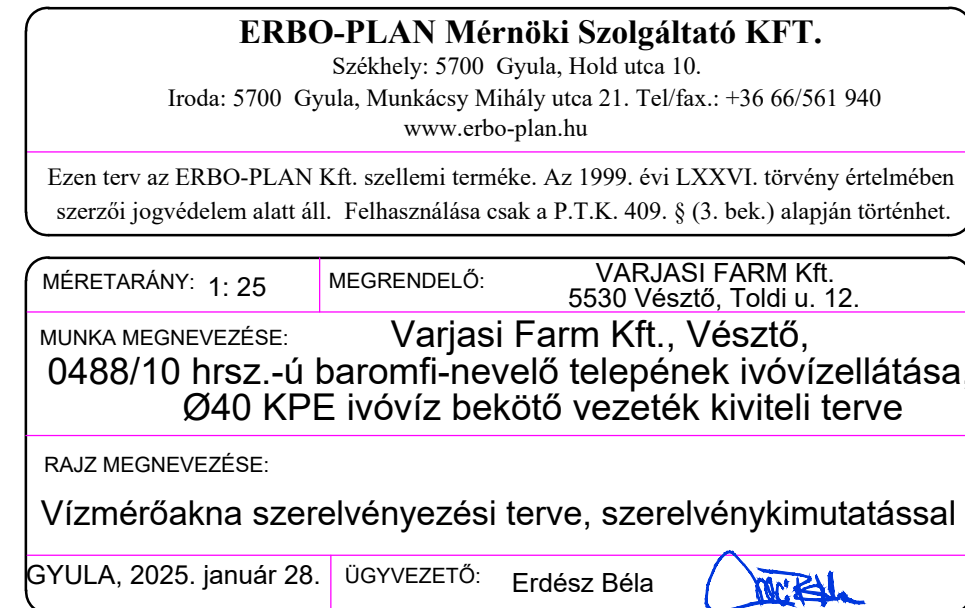 ERBO-PLAN Mérnöki Szolgáltató KFT.
Székhely: 5700 Gyula, Hold utca 10.
Iroda: 5700 Gyula, Munkácsy Mihály utca 21. Tel/fax.: +36 66/561 940
www.erbo-plan.hu
Ezen terv az ERBO-PLAN Kft. szellemi terméke. Az 1999. évi LXXVI. törvény értelmében
szerzői jogvédelem alatt áll. Felhasználása csak a P.T.K. 409. § (3. bek.) alapján történhet.
MÉRETARÁNY: 1: 25
MEGRENDELŐ: VARJASI FARM Kft.
5530 Vésztő, Toldi u. 12.
MUNKA MEGNEVEZÉSE: Varjasi Farm Kft., Vésztő,
0488/10 hrsz.-ú baromfi-nevelő telepének ivóvízellátása.
Ø40 KPE ivóvíz bekötő vezeték kiviteli terve
RAJZ MEGNEVEZÉSE:
Vízmérőakna szerelvényezési terve, szerelvénykimutatással
GYULA, 2025. január 28. ÜGYVEZETŐ: Erdész Béla